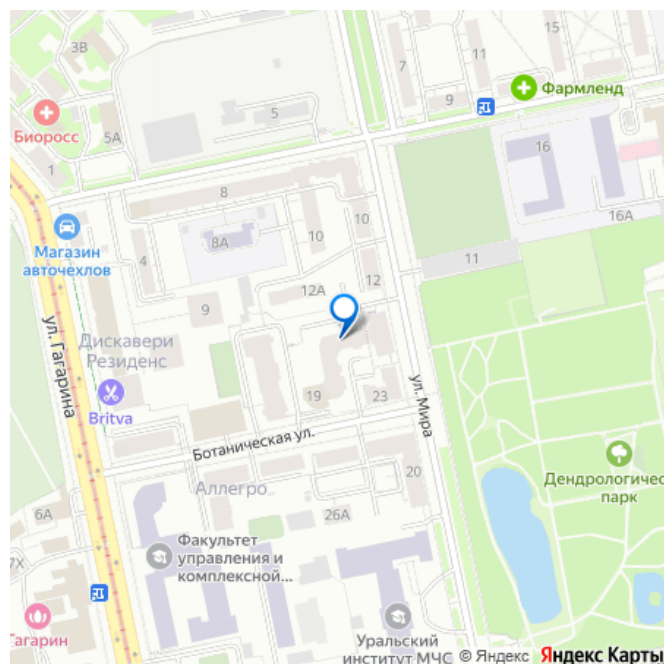 3В
15
11
7
Фармленд
9
5
Биоросс
5А
16
1
8
16А
10
8А
10
4
Магазин
авточехлов
11
12
12А
9
Дискавери
Резиденс
ул. Гагарина
ул. Мира
19
23
Britva
Ботаническая ул.
Дендрологичес
парк
20
Аллегро
6А
26А
Факультет
управления и
комплексной...
7Х
Гагарин
Уральский
институт МЧС
© Яндекс Яндекс Карты